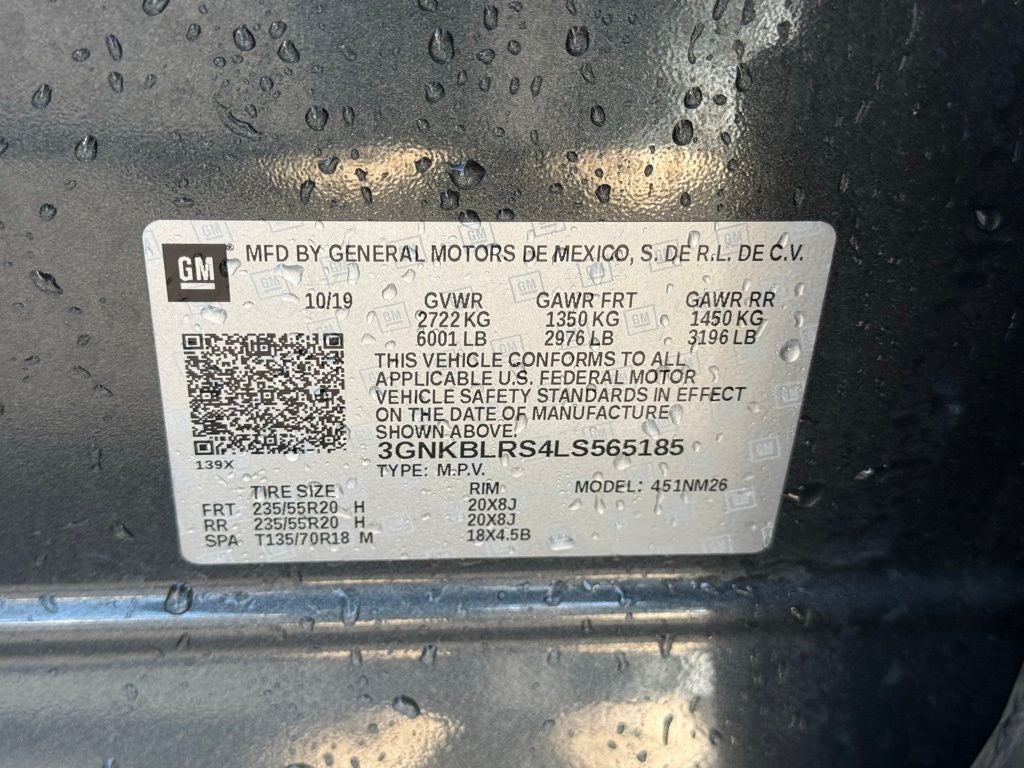 GM MFD BY GENERAL MOTORS DE MEXICO, S. DE R.L. DE C.V.
10/19 GVWR GAWR FRT GAWR RR
2722 KG 1350 KG 1450 KG
6001 LB 2976 LB 3196 LB
THIS VEHICLE CONFORMS TO ALL
APPLICABLE U.S. FEDERAL MOTOR
VEHICLE SAFETY STANDARDS IN EFFECT
ON THE DATE OF MANUFACTURE
SHOWN ABOVE.
3GNKBLRS4LS565185
139X
TYPE: M.P.V.
TIRE SIZE RIM MODEL: 451NM26
FRT 235/55R20 H 20X8J
RR 235/55R20 H 20X8J
SPA T135/70R18 M 18X4.5B